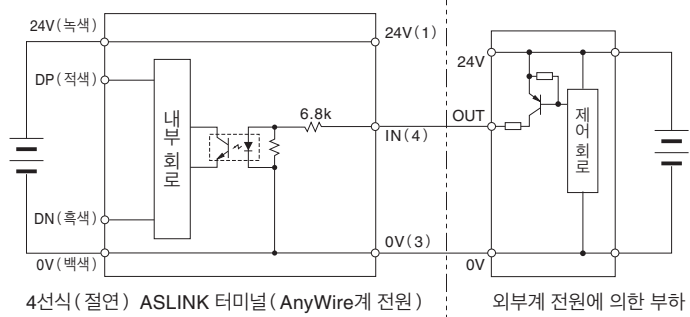 24V(녹색)
24V(1)
24V
DP(적색)
내부 회로
6.8k
IN(4)
OUT
제어 회로
DN(흑색)
0V(3)
0V(백색)
0V
4선식(절연) ASLINK 터미널(AnyWire계 전원)
외부계 전원에 의한 부하